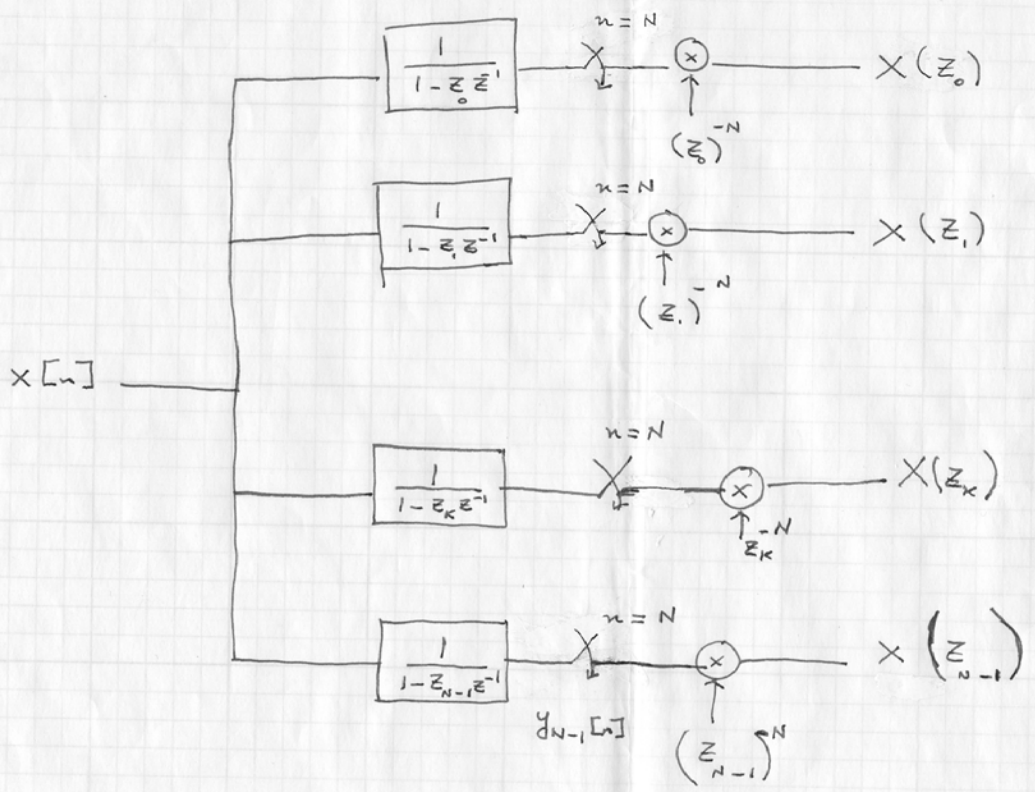 n = N
1
1 - z₀ z⁻¹
X (z₀)
(z₀)⁻ᴺ
n = N
1
1 - z₁ z⁻¹
X (z₁)
(z₁)⁻ᴺ
x [n]
n = N
1
1 - z_K z⁻¹
X (z_K)
z_K⁻ᴺ
n = N
1
1 - z_{N-1} z⁻¹
X (z_{N-1})
y_{N-1} [n]
(z_{N-1})⁻ᴺ